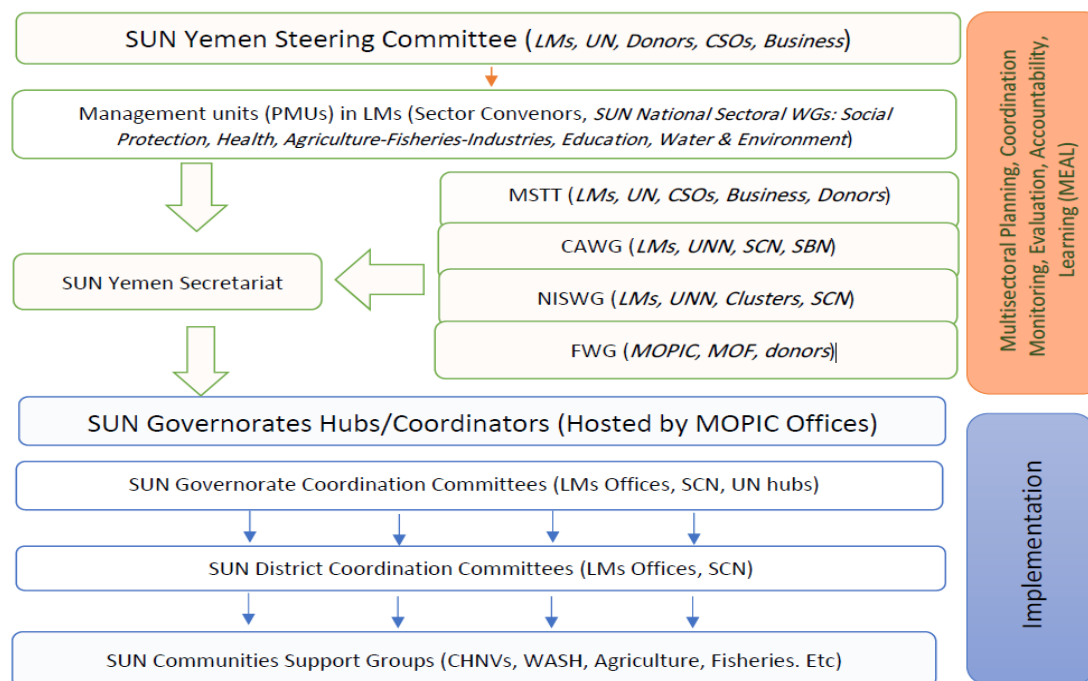 SUN Yemen Steering Committee (LMs, UN, Donors, CSOs, Business)
Management units (PMUs) in LMs (Sector Convenors, SUN National Sectoral WGs: Social
Protection, Health, Agriculture-Fisheries-Industries, Education, Water & Environment)
MSTT (LMs, UN, CSOs, Business, Donors)
CAWG (LMs, UNN, SCN, SBN)
SUN Yemen Secretariat
NISWG (LMs, UNN, Clusters, SCN)
FWG (MOPIC, MOF, donors)
Multisectoral Planning, Coordination
Monitoring, Evaluation, Accountability,
Learning (MEAL)
SUN Governorates Hubs/Coordinators (Hosted by MOPIC Offices)
SUN Governorate Coordination Committees (LMs Offices, SCN, UN hubs)
SUN District Coordination Committees (LMs Offices, SCN)
SUN Communities Support Groups (CHNVs, WASH, Agriculture, Fisheries. Etc)
Implementation